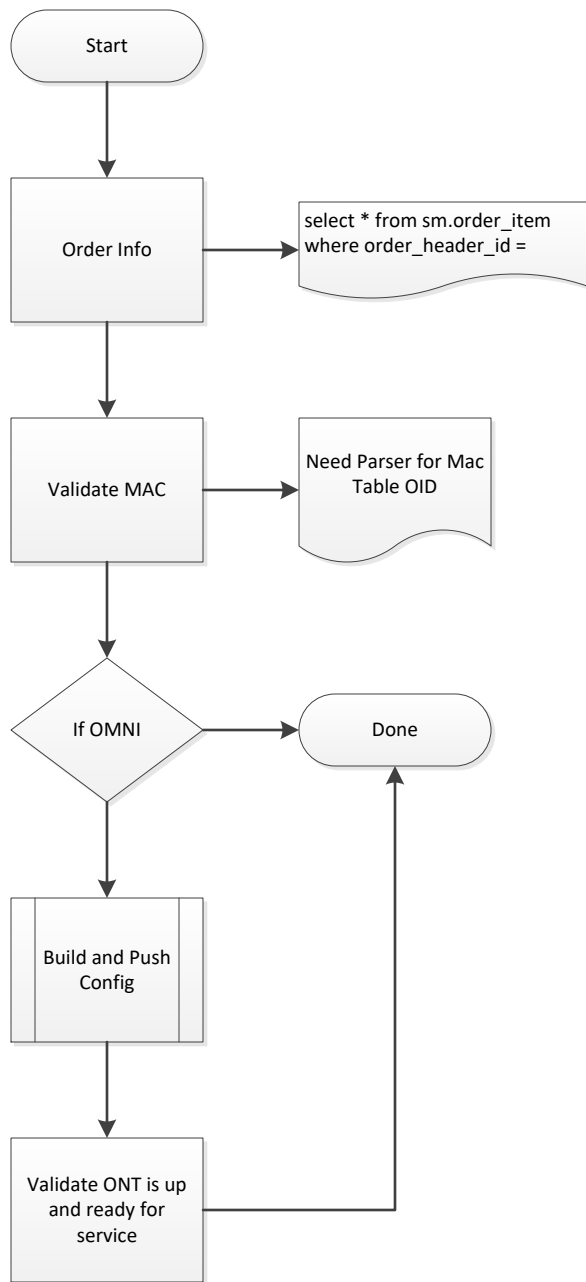 Start
Order Info
select * from sm.order_item
where order_header_id =
Validate MAC
Need Parser for Mac
Table OID
If OMNI
Done
Build and Push
Config
Validate ONT is up
and ready for
service